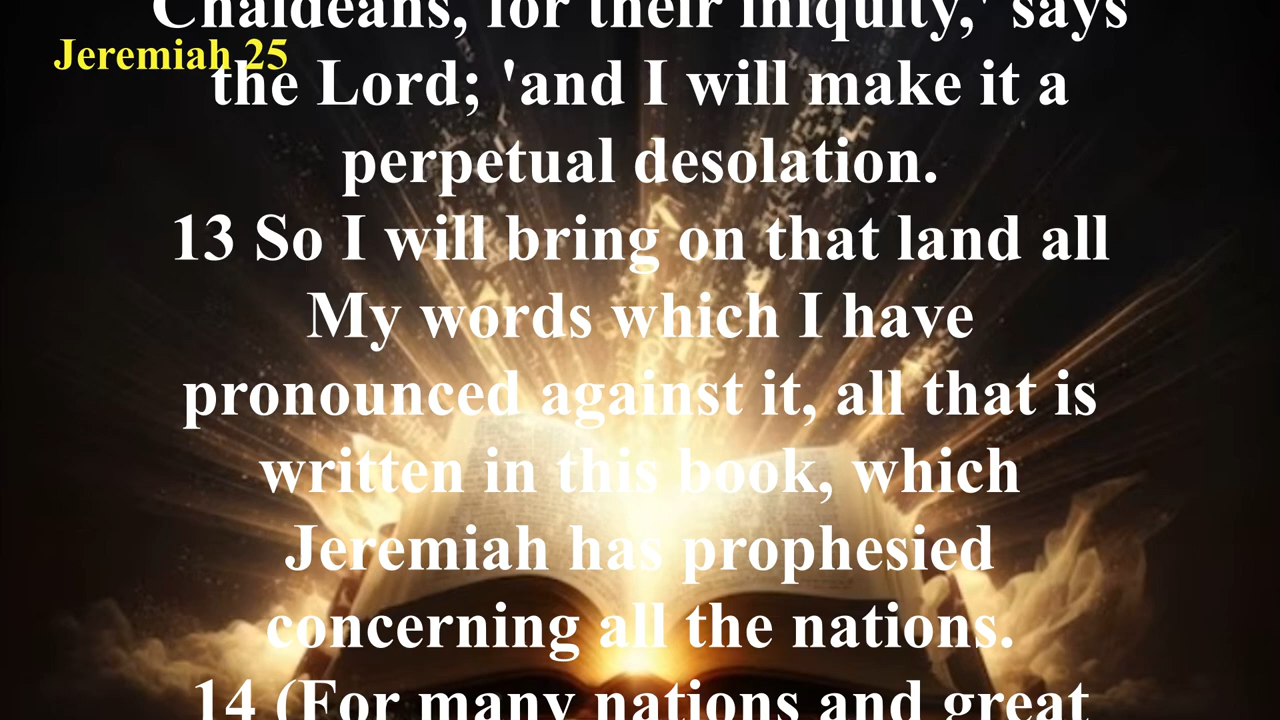 Chaldeans, for their iniquity,' says
Jeremiah 25
the Lord; 'and I will make it a
perpetual desolation.
13 So I will bring on that land all
My words which I have
pronounced against it, all that is
written in this book, which
Jeremiah has prophesied
concerning all the nations.
14 (For many nations and great